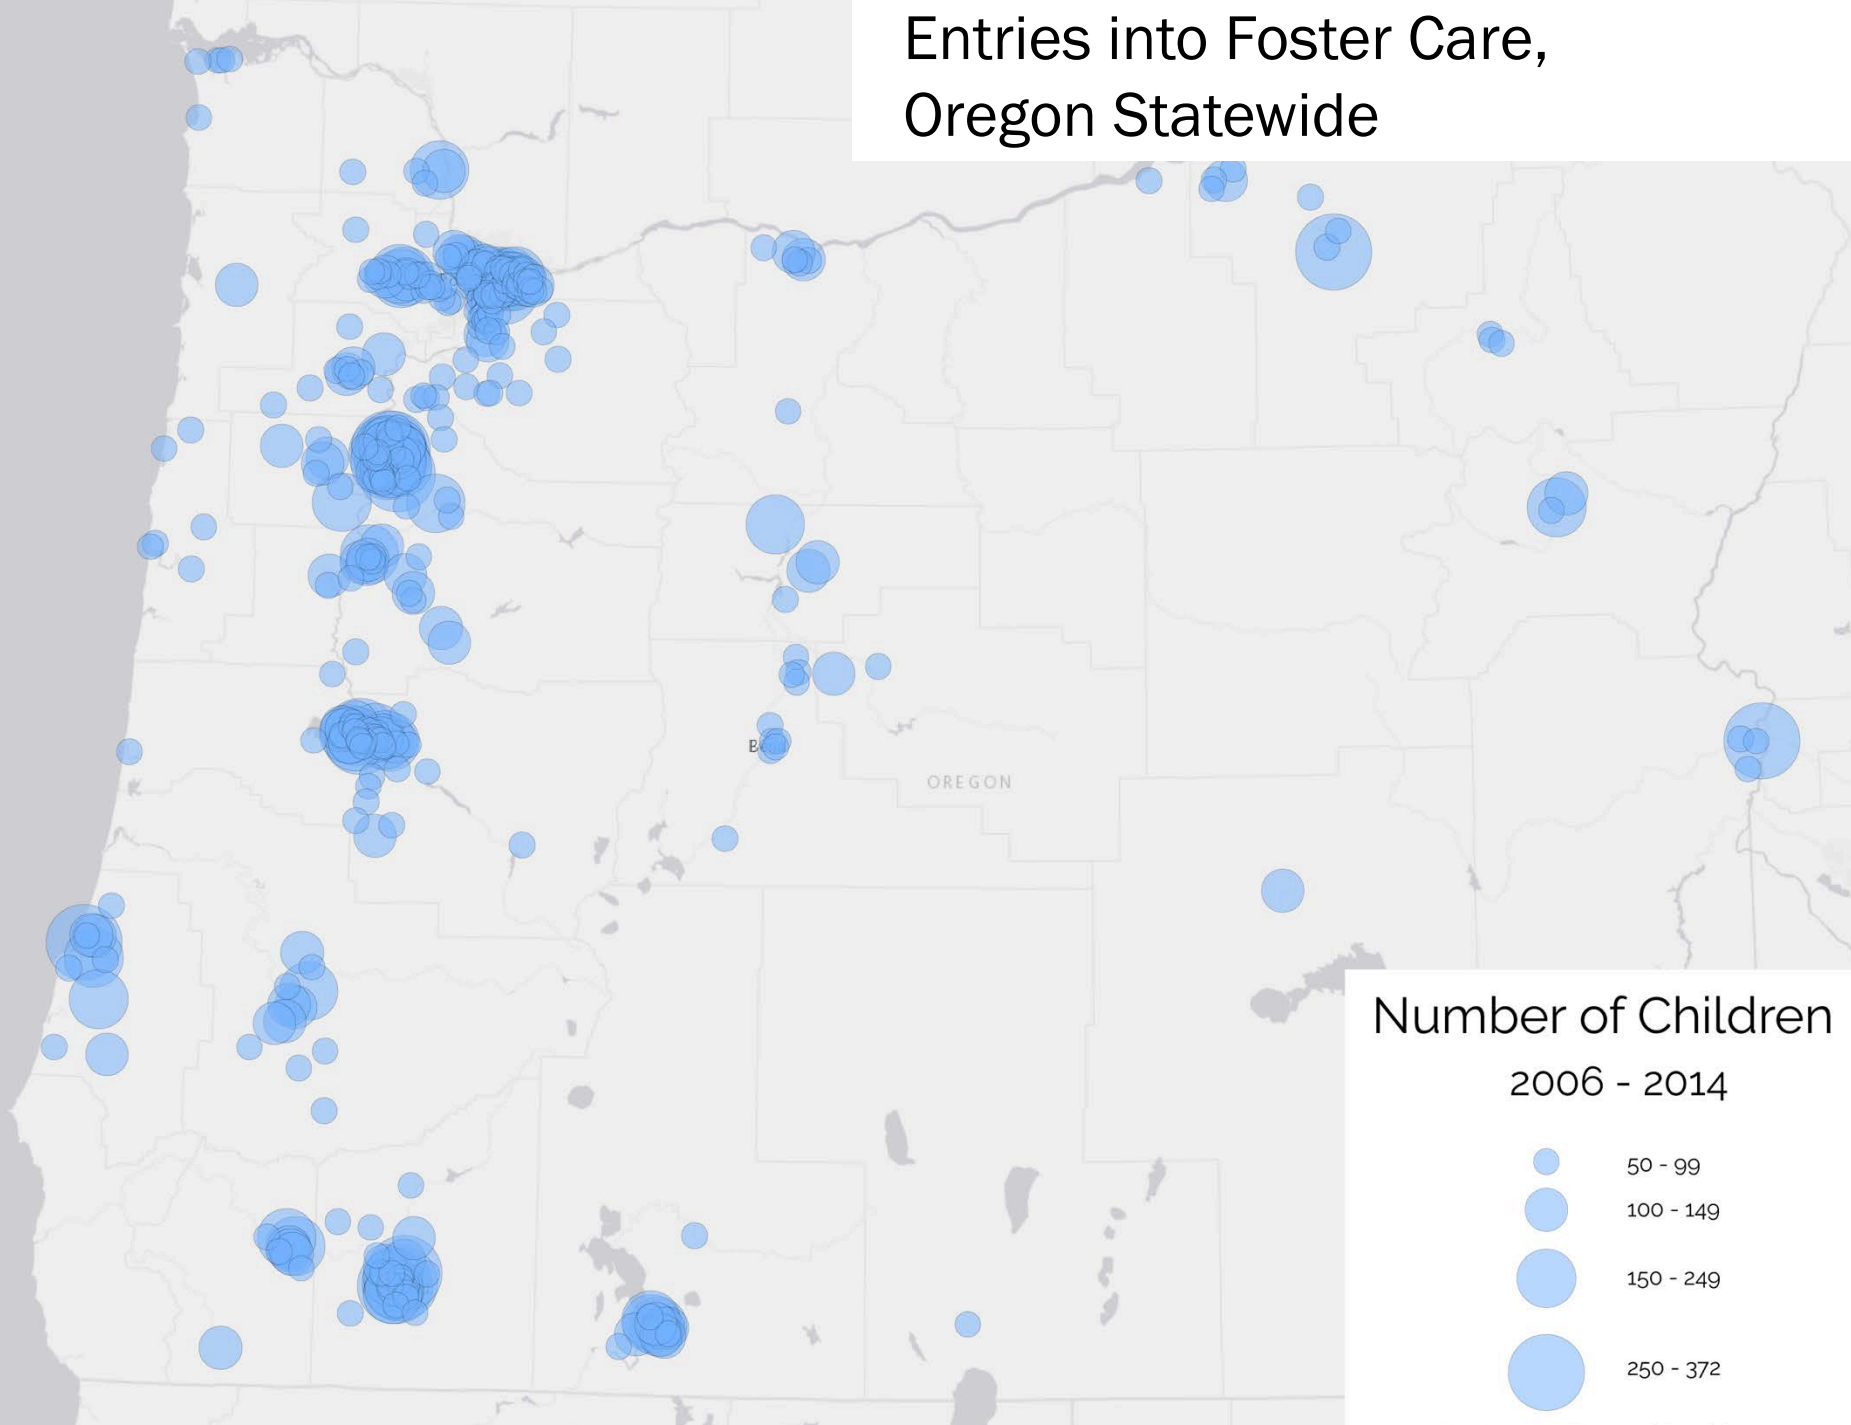 Entries into Foster Care,
Oregon Statewide
OREGON
Number of Children
2006 - 2014
50 - 99
100 - 149
150 - 249
250 - 372